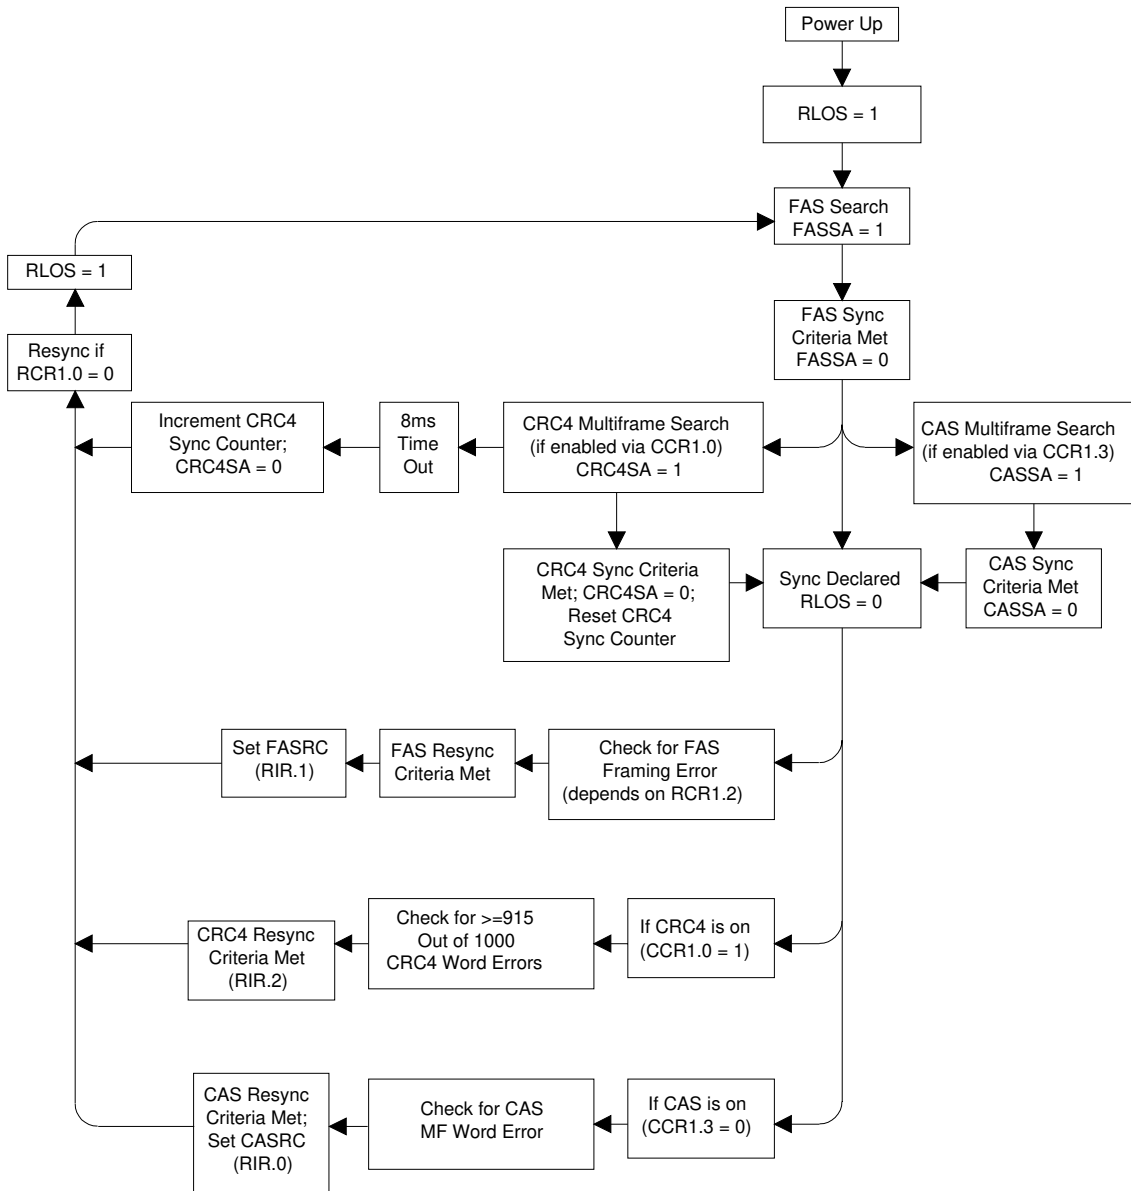 Power Up
RLOS = 1
FAS Search
FASSA = 1
RLOS = 1
FAS Sync
Criteria Met
FASSA = 0
Resync if
RCR1.0 = 0
Increment CRC4
Sync Counter;
CRC4SA = 0
8ms
Time
Out
CRC4 Multiframe Search
(if enabled via CCR1.0)
CRC4SA = 1
CAS Multiframe Search
(if enabled via CCR1.3)
CASSA = 1
CRC4 Sync Criteria
Met; CRC4SA = 0;
Reset CRC4
Sync Counter
Sync Declared
RLOS = 0
CAS Sync
Criteria Met
CASSA = 0
Set FASRC
(RIR.1)
FAS Resync
Criteria Met
Check for FAS
Framing Error
(depends on RCR1.2)
CRC4 Resync
Criteria Met
(RIR.2)
Check for >=915
Out of 1000
CRC4 Word Errors
If CRC4 is on
(CCR1.0 = 1)
CAS Resync
Criteria Met;
Set CASRC
(RIR.0)
Check for CAS
MF Word Error
If CAS is on
(CCR1.3 = 0)